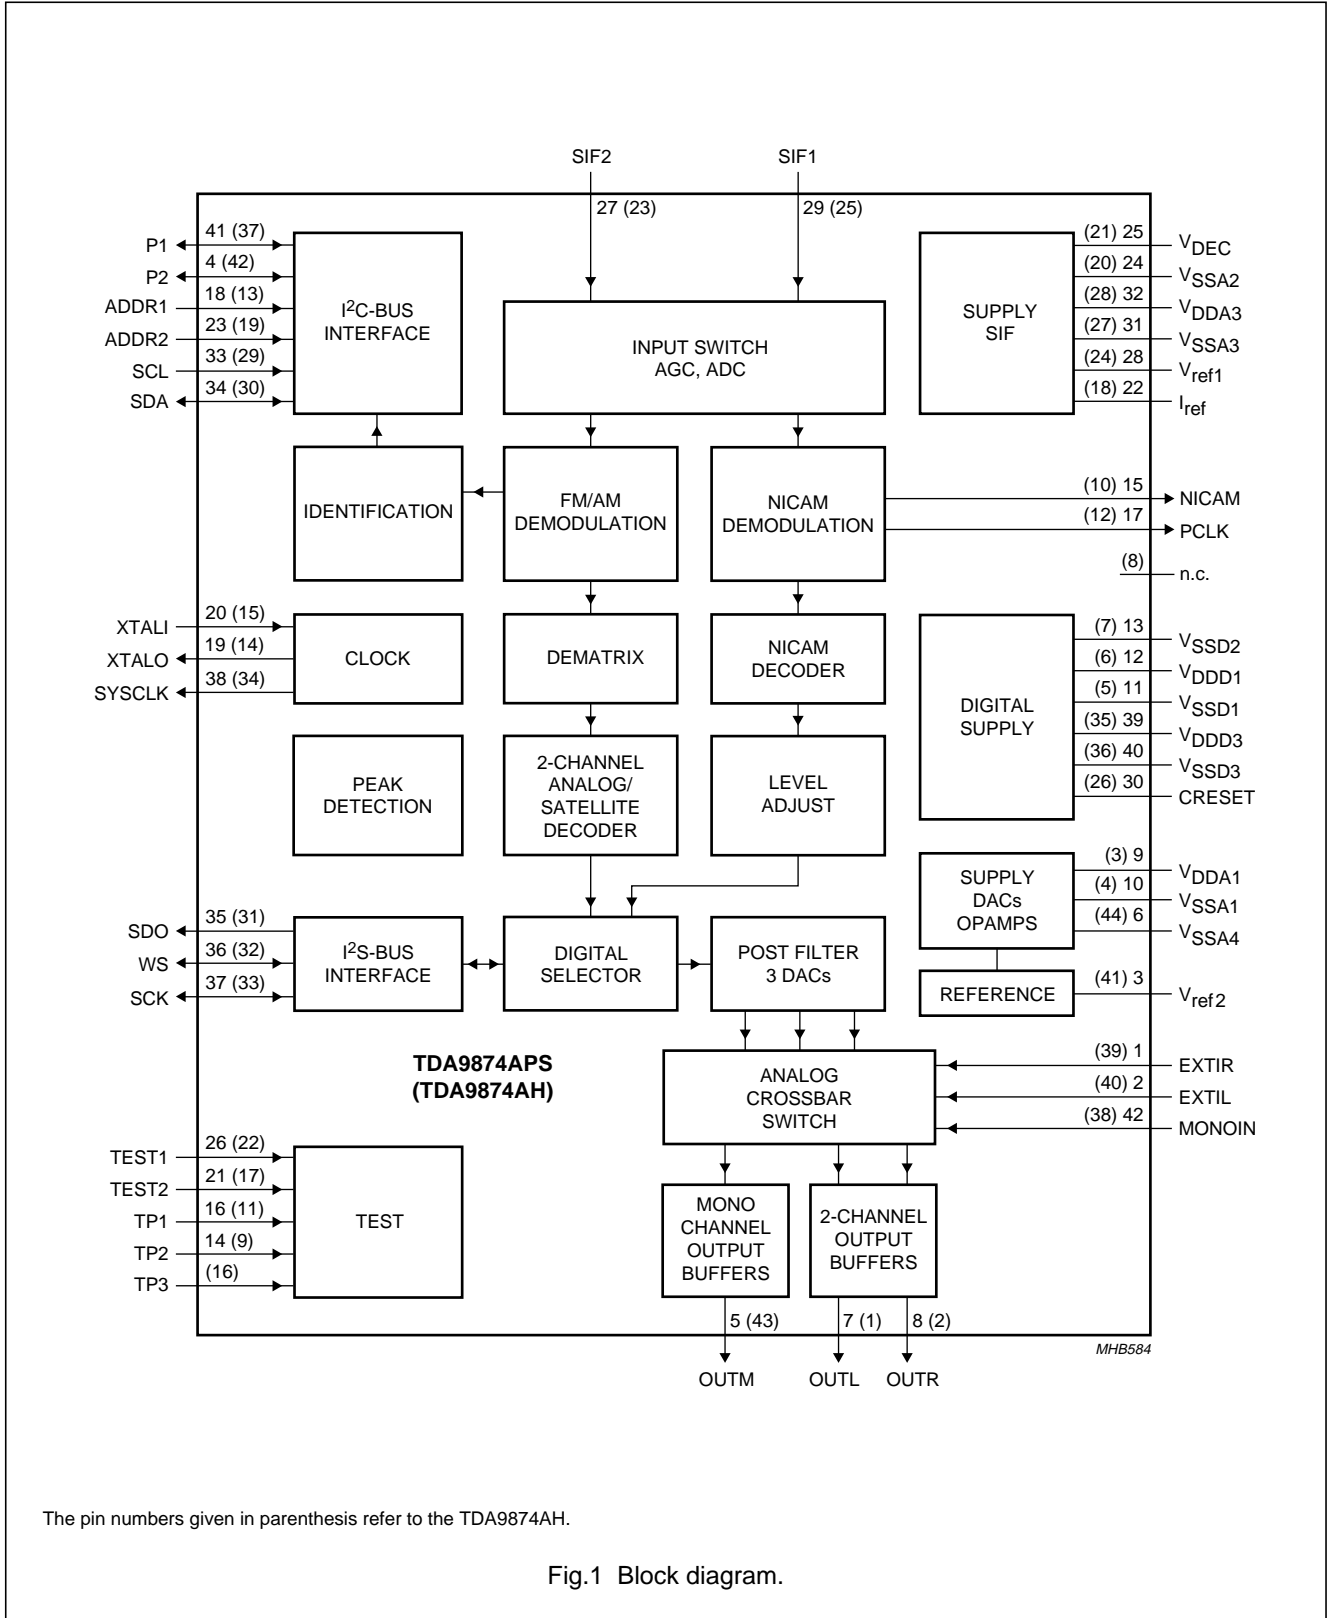 SIF2
SIF1
27 (23)
29 (25)
P1
41 (37)
P2
4 (42)
ADDR1
18 (13)
ADDR2
23 (19)
SCL
33 (29)
SDA
34 (30)
I2C-BUS
INTERFACE
INPUT SWITCH
AGC, ADC
SUPPLY
SIF
(21) 25
VDEC
(20) 24
VSSA2
(28) 32
VDDA3
(27) 31
VSSA3
(24) 28
Vref1
(18) 22
Iref
IDENTIFICATION
FM/AM
DEMODULATION
NICAM
DEMODULATION
(10) 15
NICAM
(12) 17
PCLK
(8)
n.c.
XTALI
20 (15)
XTALO
19 (14)
SYSCLK
38 (34)
CLOCK
DEMATRIX
NICAM
DECODER
DIGITAL
SUPPLY
(7) 13
VSSD2
(6) 12
VDDD1
(5) 11
VSSD1
(35) 39
VDDD3
(36) 40
VSSD3
(26) 30
CRESET
PEAK
DETECTION
2-CHANNEL
ANALOG/
SATELLITE
DECODER
LEVEL
ADJUST
SUPPLY
DACs
OPAMPS
(3) 9
VDDA1
(4) 10
VSSA1
(44) 6
VSSA4
SDO
35 (31)
WS
36 (32)
SCK
37 (33)
I2S-BUS
INTERFACE
DIGITAL
SELECTOR
POST FILTER
3 DACs
REFERENCE
(41) 3
Vref2
TDA9874APS
(TDA9874AH)
ANALOG
CROSSBAR
SWITCH
(39) 1
EXTIR
(40) 2
EXTIL
(38) 42
MONOIN
TEST1
26 (22)
TEST2
21 (17)
TP1
16 (11)
TP2
14 (9)
TP3
(16)
TEST
MONO
CHANNEL
OUTPUT
BUFFERS
2-CHANNEL
OUTPUT
BUFFERS
5 (43)
7 (1)
8 (2)
MHB584
OUTM
OUTL
OUTR
The pin numbers given in parenthesis refer to the TDA9874AH.
Fig.1 Block diagram.